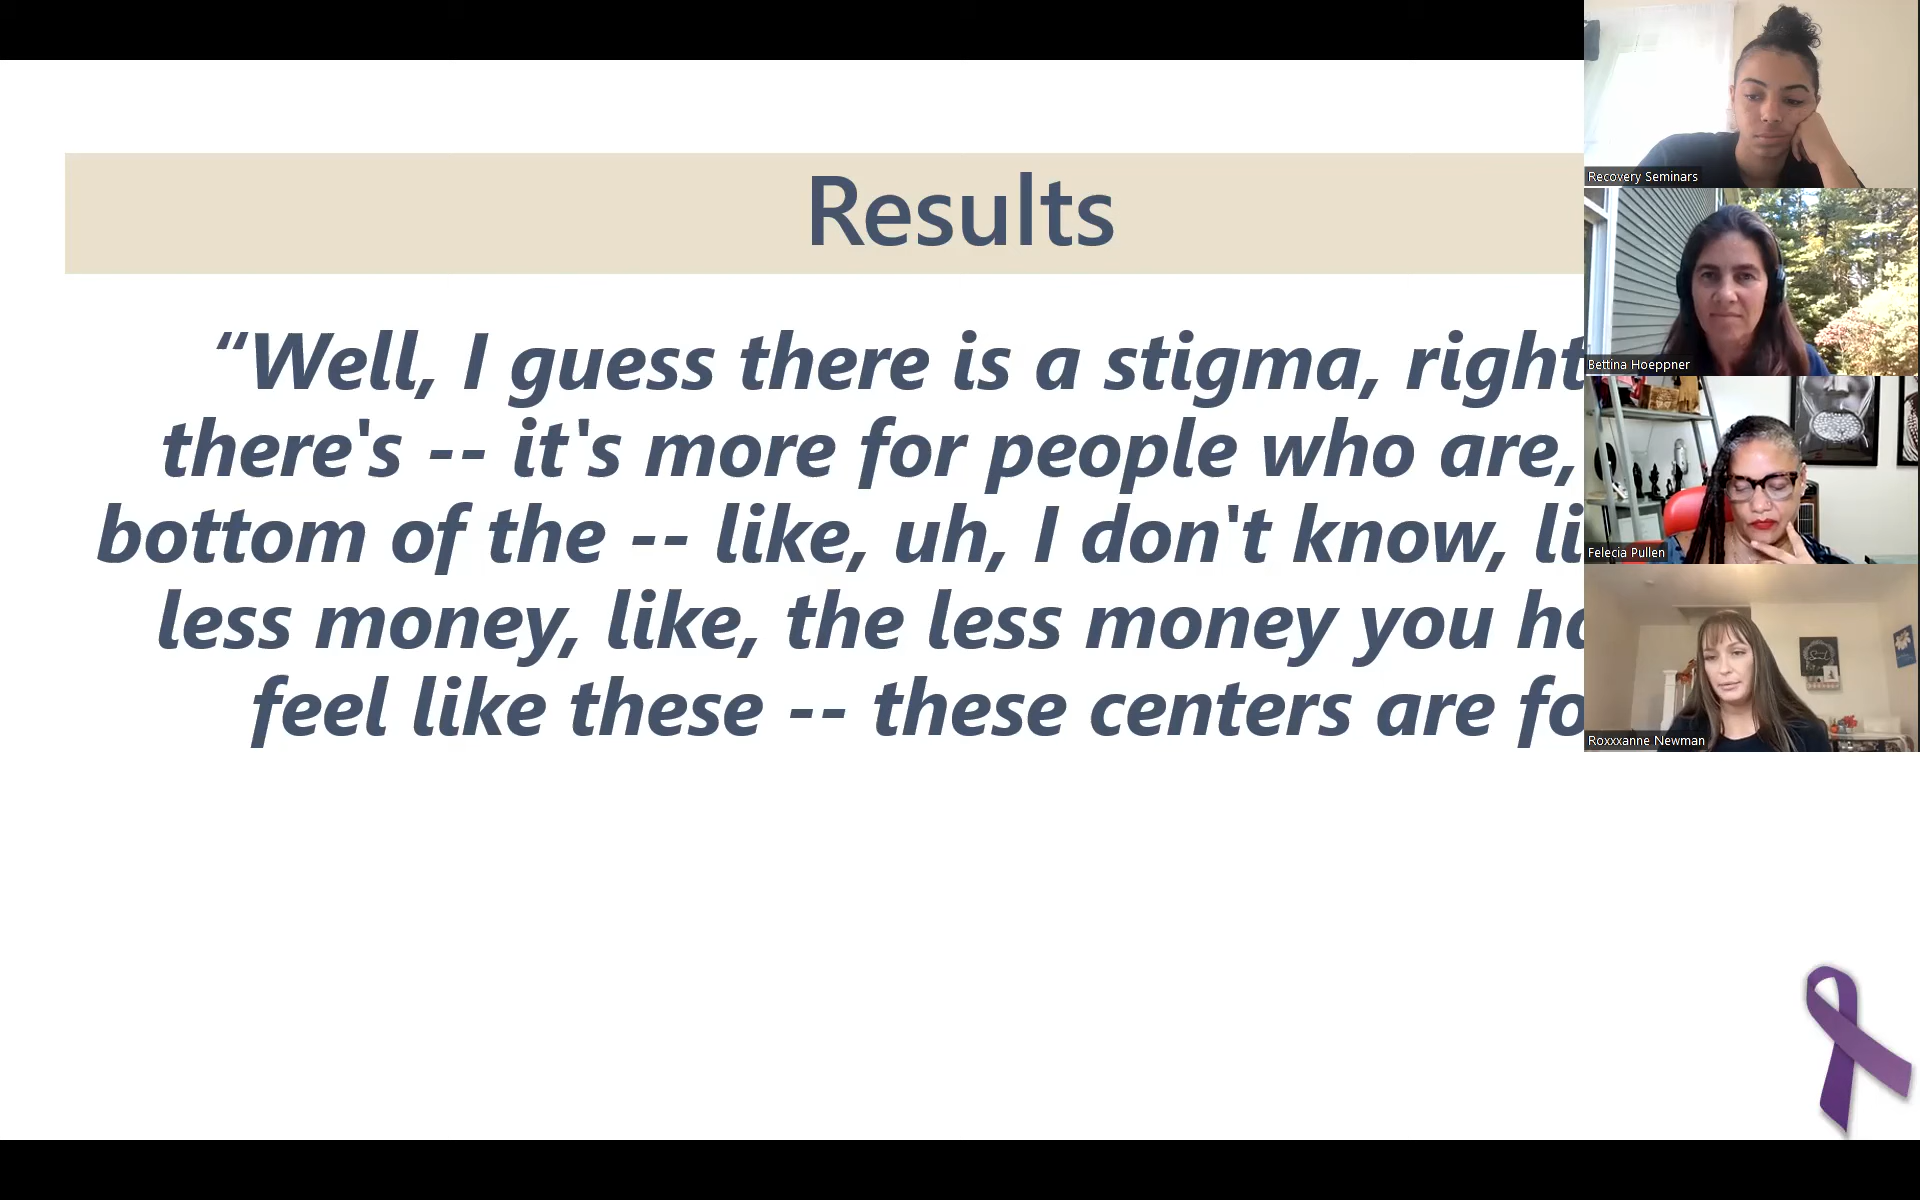 Results
“Well, I guess there is a stigma, right
there's -- it's more for people who are,
bottom of the -- like, uh, I don't know,
less money, like, the less money you
feel like these -- these centers are
Recovery Seminars
Bettina Hoeppner
Felecia Pullen
Roxxxanne Newman